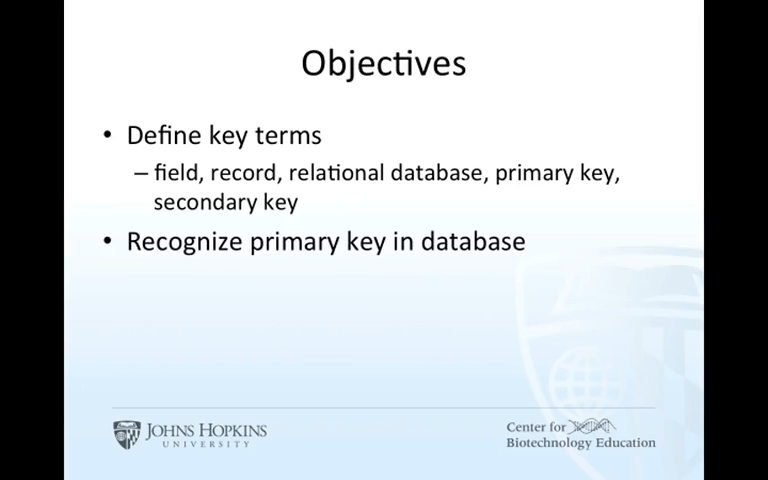 Objectives
• Define key terms
– field, record, relational database, primary key,
secondary key
• Recognize primary key in database
JOHNS HOPKINS
UNIVERSITY
Center for
Biotechnology Education